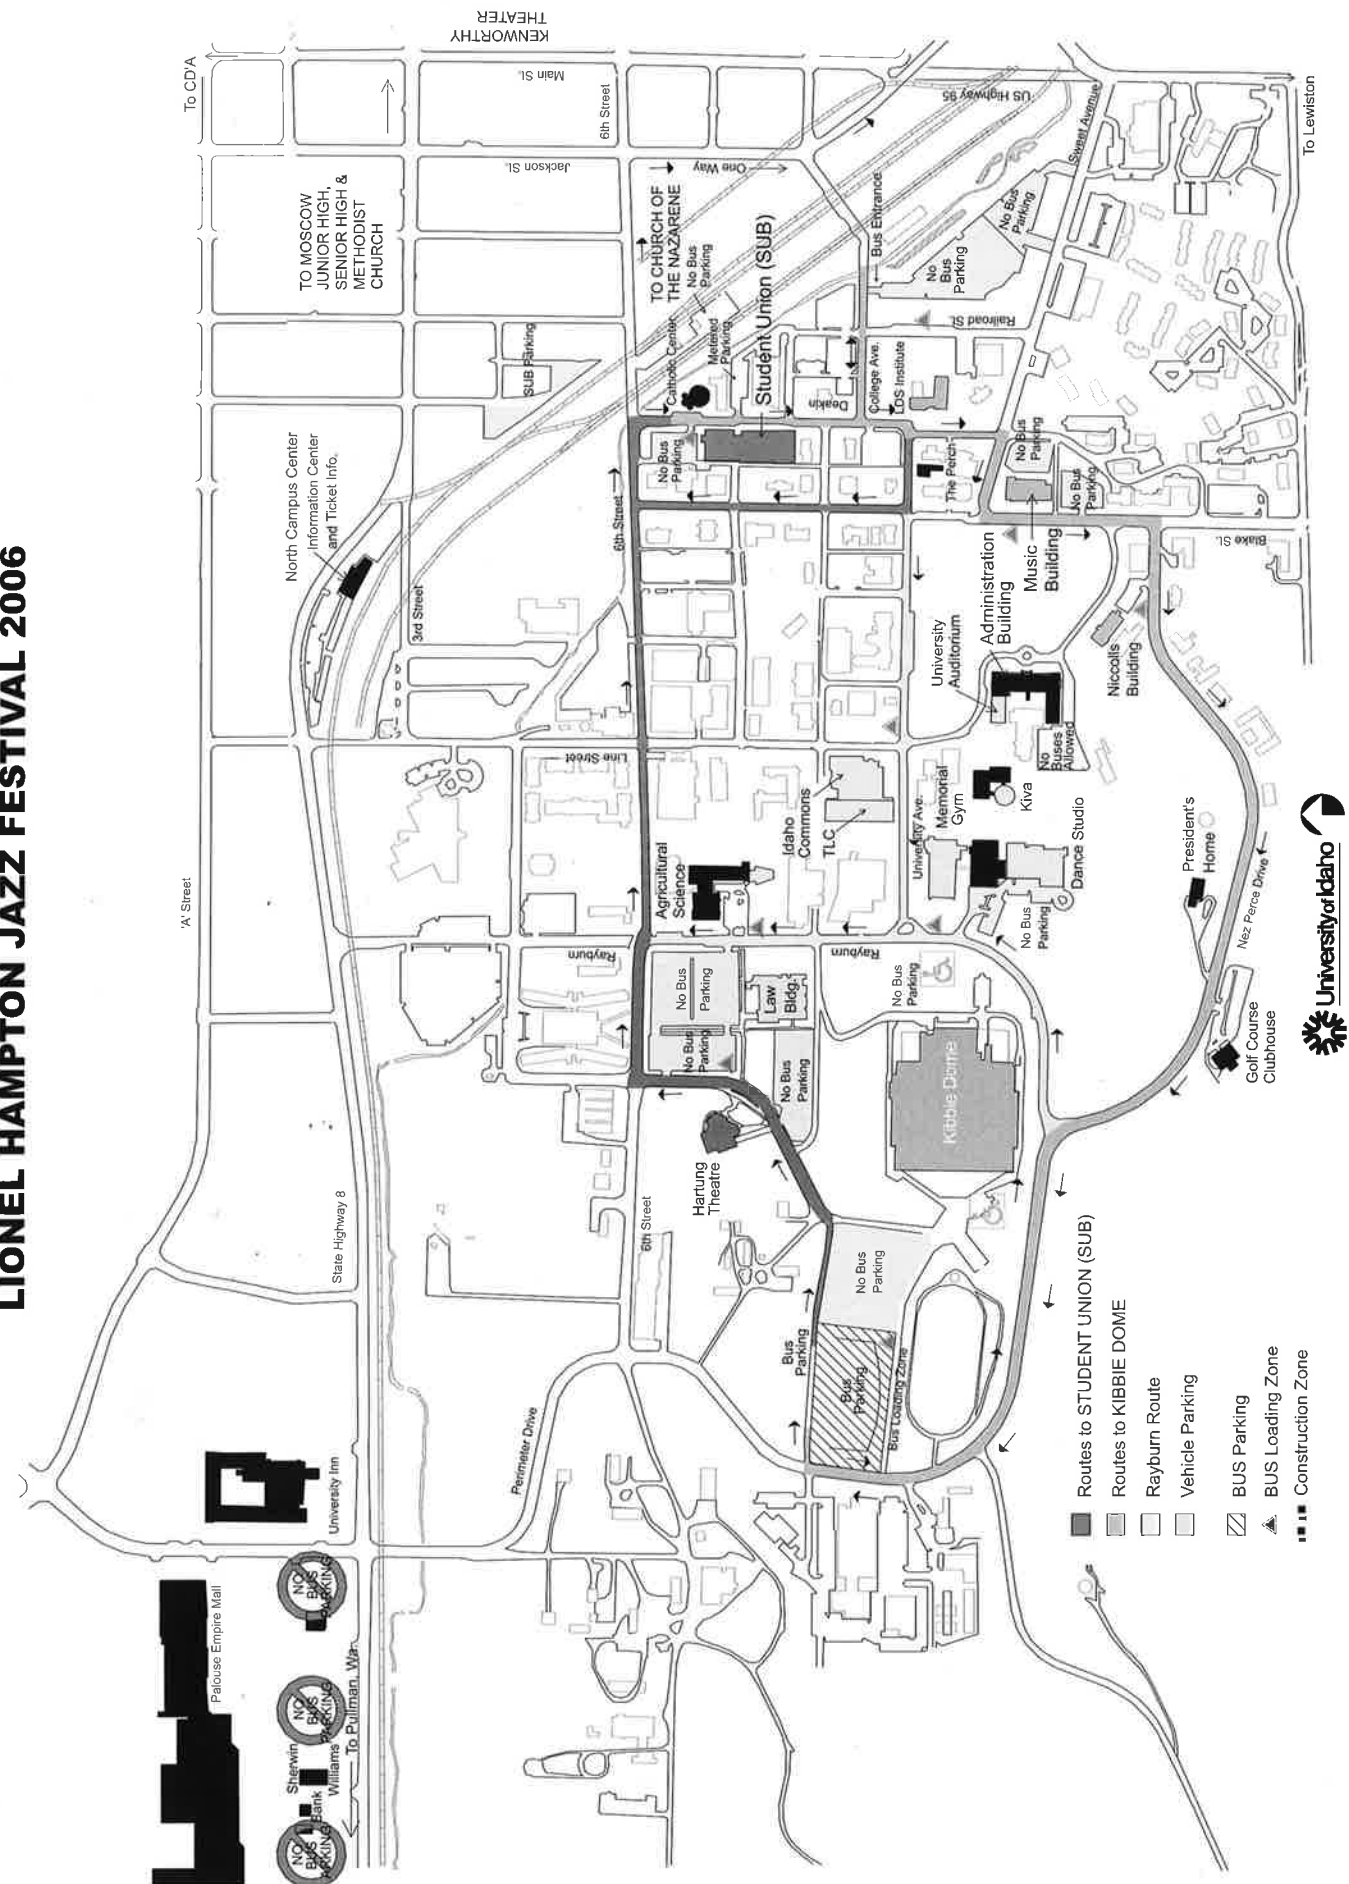 LIONEL HAMPTON JAZZ FESTIVAL 2006
KENWORTHY
THEATER
To CD'A
Main St.
6th Street
Jackson St.
US Highway 95
Sweet Avenue
To Lewiston
One Way
TO MOSCOW
JUNIOR HIGH,
SENIOR HIGH &
METHODIST
CHURCH
TO CHURCH OF
THE NAZARENE
No Bus
Parking
Bus Entrance
No Bus
Parking
No
Bus
Parking
Railroad St.
SUB Parking
Catholic Center
Metered
Parking
Student Union (SUB)
Deakin
College Ave.
LDS Institute
No Bus
Parking
The Perch
No Bus
Parking
No Bus
Parking
North Campus Center
Information Center
and Ticket Info.
6th Street
3rd Street
Blake St.
Music
Building
Administration
Building
University
Auditorium
Niccolls
Building
No
Buses
Allowed
Line Street
Idaho
Commons
TLC
Memorial
Gym
Kiva
University Ave.
Dance Studio
President's
Home
Nez Perce Drive
'A' Street
Agricultural
Science
Rayburn
Rayburn
No Bus
Parking
No Bus
Parking
No Bus
Parking
No Bus
Parking
Law
Bldg.
No Bus
Parking
Kibbie Dome
Golf Course
Clubhouse
University of Idaho
Hartung
Theatre
State Highway 8
6th Street
No Bus
Parking
Bus
Parking
Bus
Parking
Bus Loading Zone
Perimeter Drive
University Inn
Palouse Empire Mall
NO
BUS
PARKING
NO
BUS
PARKING
NO
BUS
PARKING
Sherwin
Williams
Bank
To Pullman, Wa.
Routes to STUDENT UNION (SUB)
Routes to KIBBIE DOME
Rayburn Route
Vehicle Parking
BUS Parking
BUS Loading Zone
Construction Zone